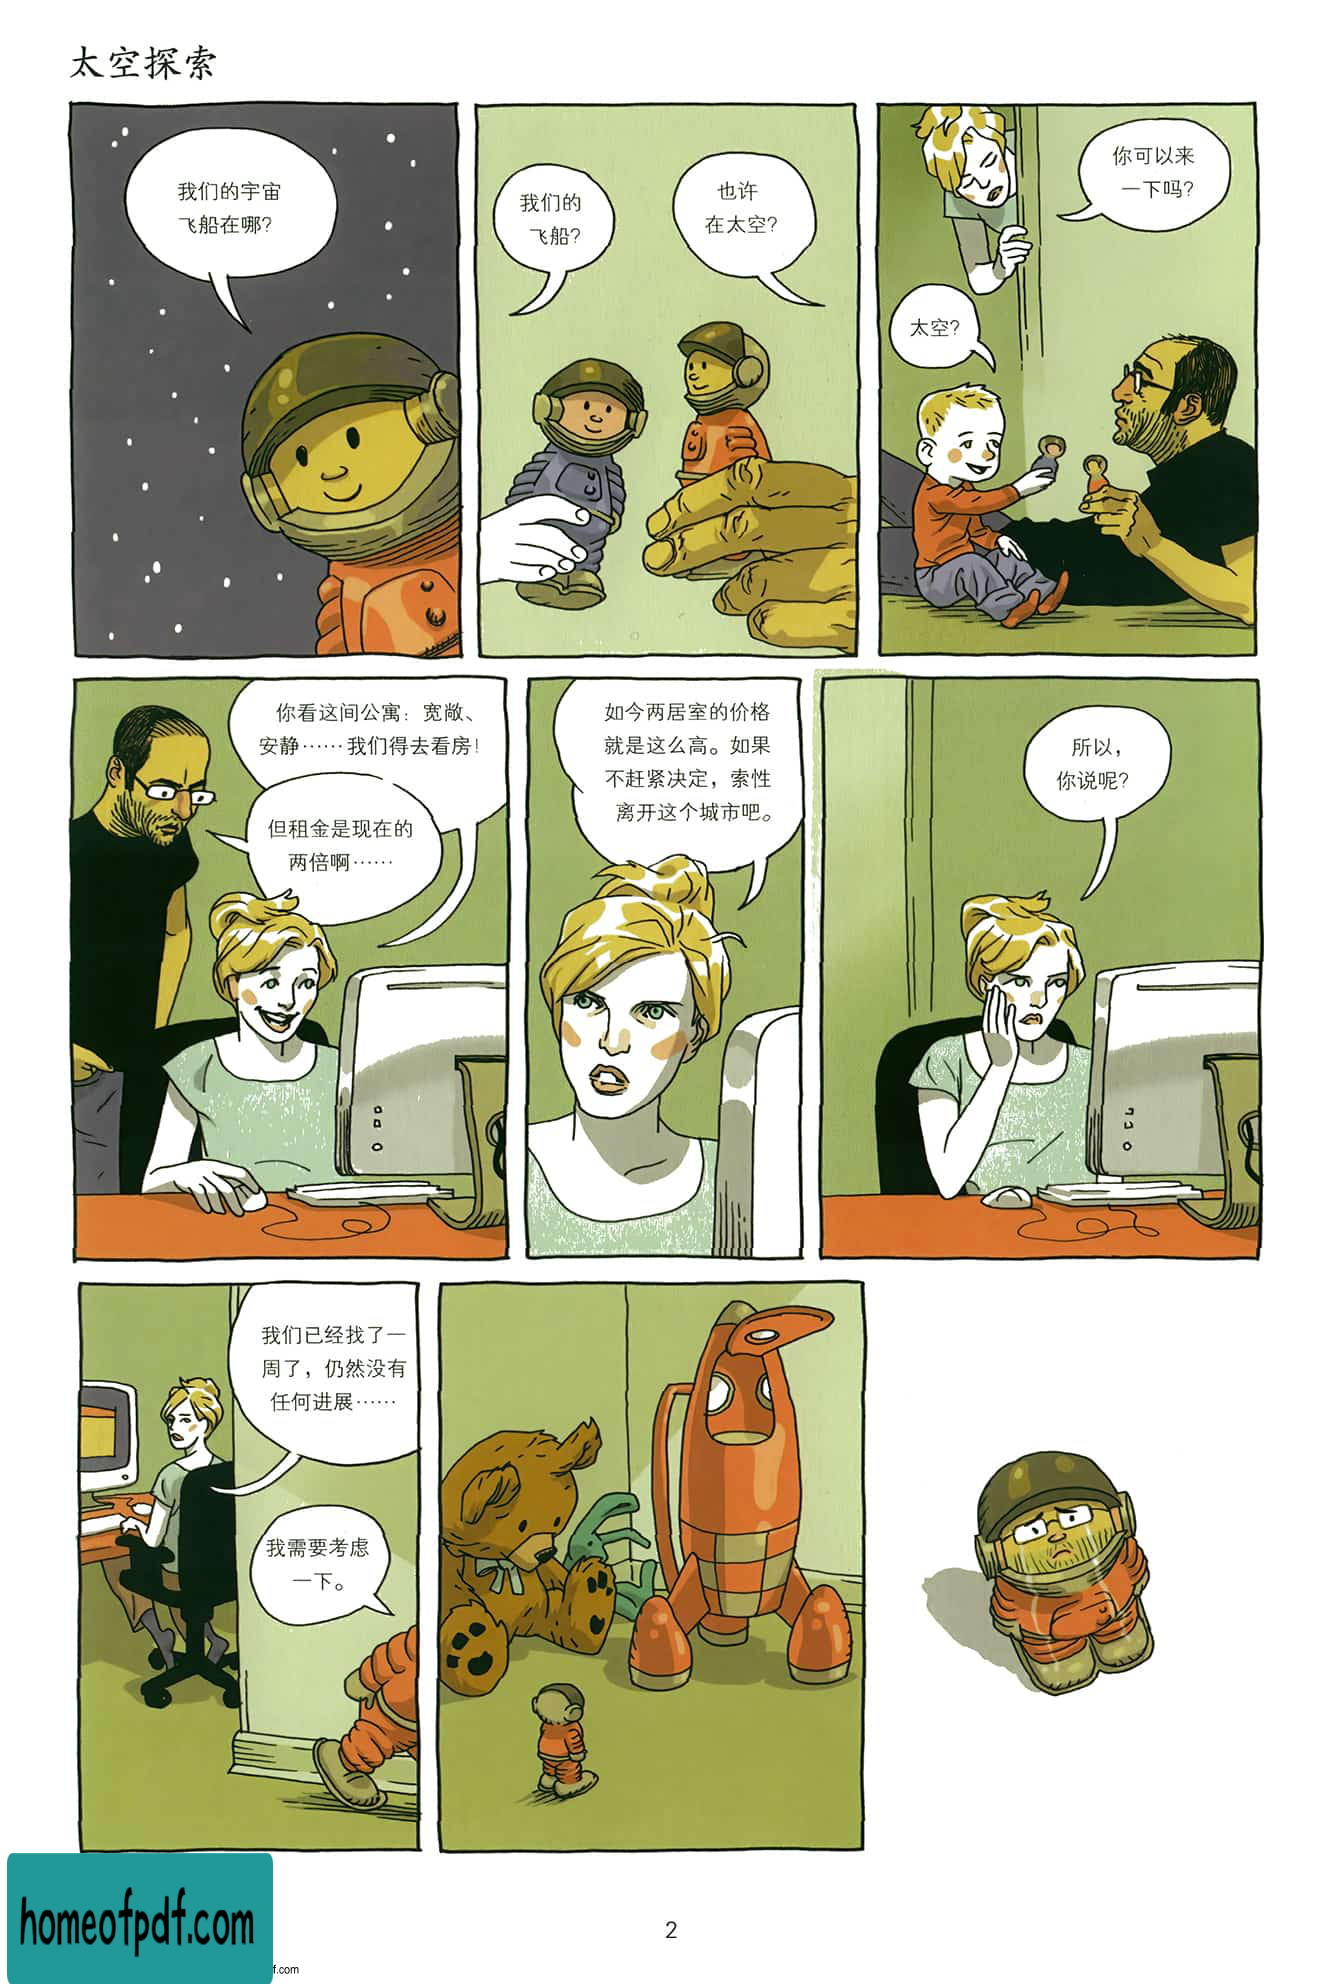 太空探索
我们的宇宙
飞船在哪?
我们的
飞船?
也许
在太空?
你可以来
一下吗?
太空?
你看这间公寓：宽敞、
安静……我们得去看房!
但租金是现在的
两倍啊……
如今两居室的价格
就是这么高。如果
不赶紧决定，索性
离开这个城市吧。
所以，
你说呢?
我们已经找了一
周了，仍然没有
任何进展……
我需要考虑
一下。
2
homeofpdf.com